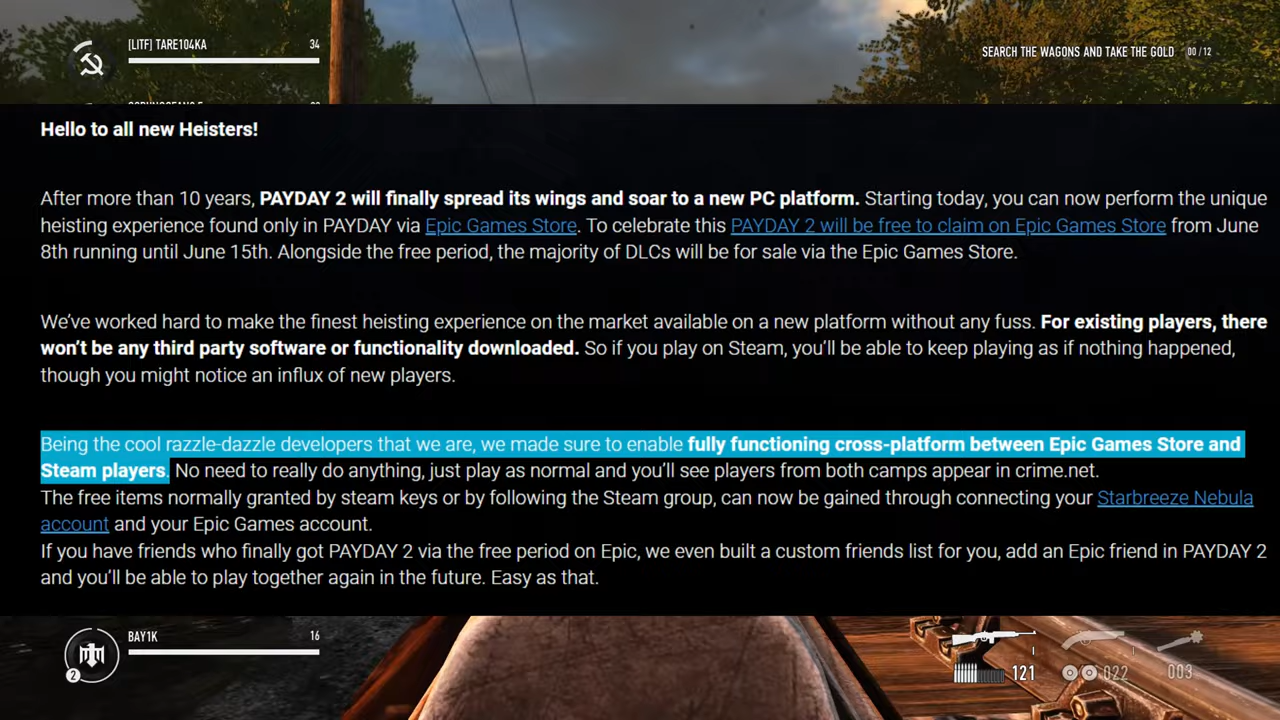 [LITF] TARE104KA 34
SEARCH THE WAGONS AND TAKE THE GOLD 00/12
Hello to all new Heisters!
After more than 10 years, PAYDAY 2 will finally spread its wings and soar to a new PC platform. Starting today, you can now perform the unique
heisting experience found only in PAYDAY via Epic Games Store. To celebrate this PAYDAY 2 will be free to claim on Epic Games Store from June
8th running until June 15th. Alongside the free period, the majority of DLCs will be for sale via the Epic Games Store.
We've worked hard to make the finest heisting experience on the market available on a new platform without any fuss. For existing players, there
won't be any third party software or functionality downloaded. So if you play on Steam, you'll be able to keep playing as if nothing happened,
though you might notice an influx of new players.
Being the cool razzle-dazzle developers that we are, we made sure to enable fully functioning cross-platform between Epic Games Store and
Steam players. No need to really do anything, just play as normal and you'll see players from both camps appear in crime.net.
The free items normally granted by steam keys or by following the Steam group, can now be gained through connecting your Starbreeze Nebula
account and your Epic Games account.
If you have friends who finally got PAYDAY 2 via the free period on Epic, we even built a custom friends list for you, add an Epic friend in PAYDAY 2
and you'll be able to play together again in the future. Easy as that.
BAY1K 16
2
121 022 003